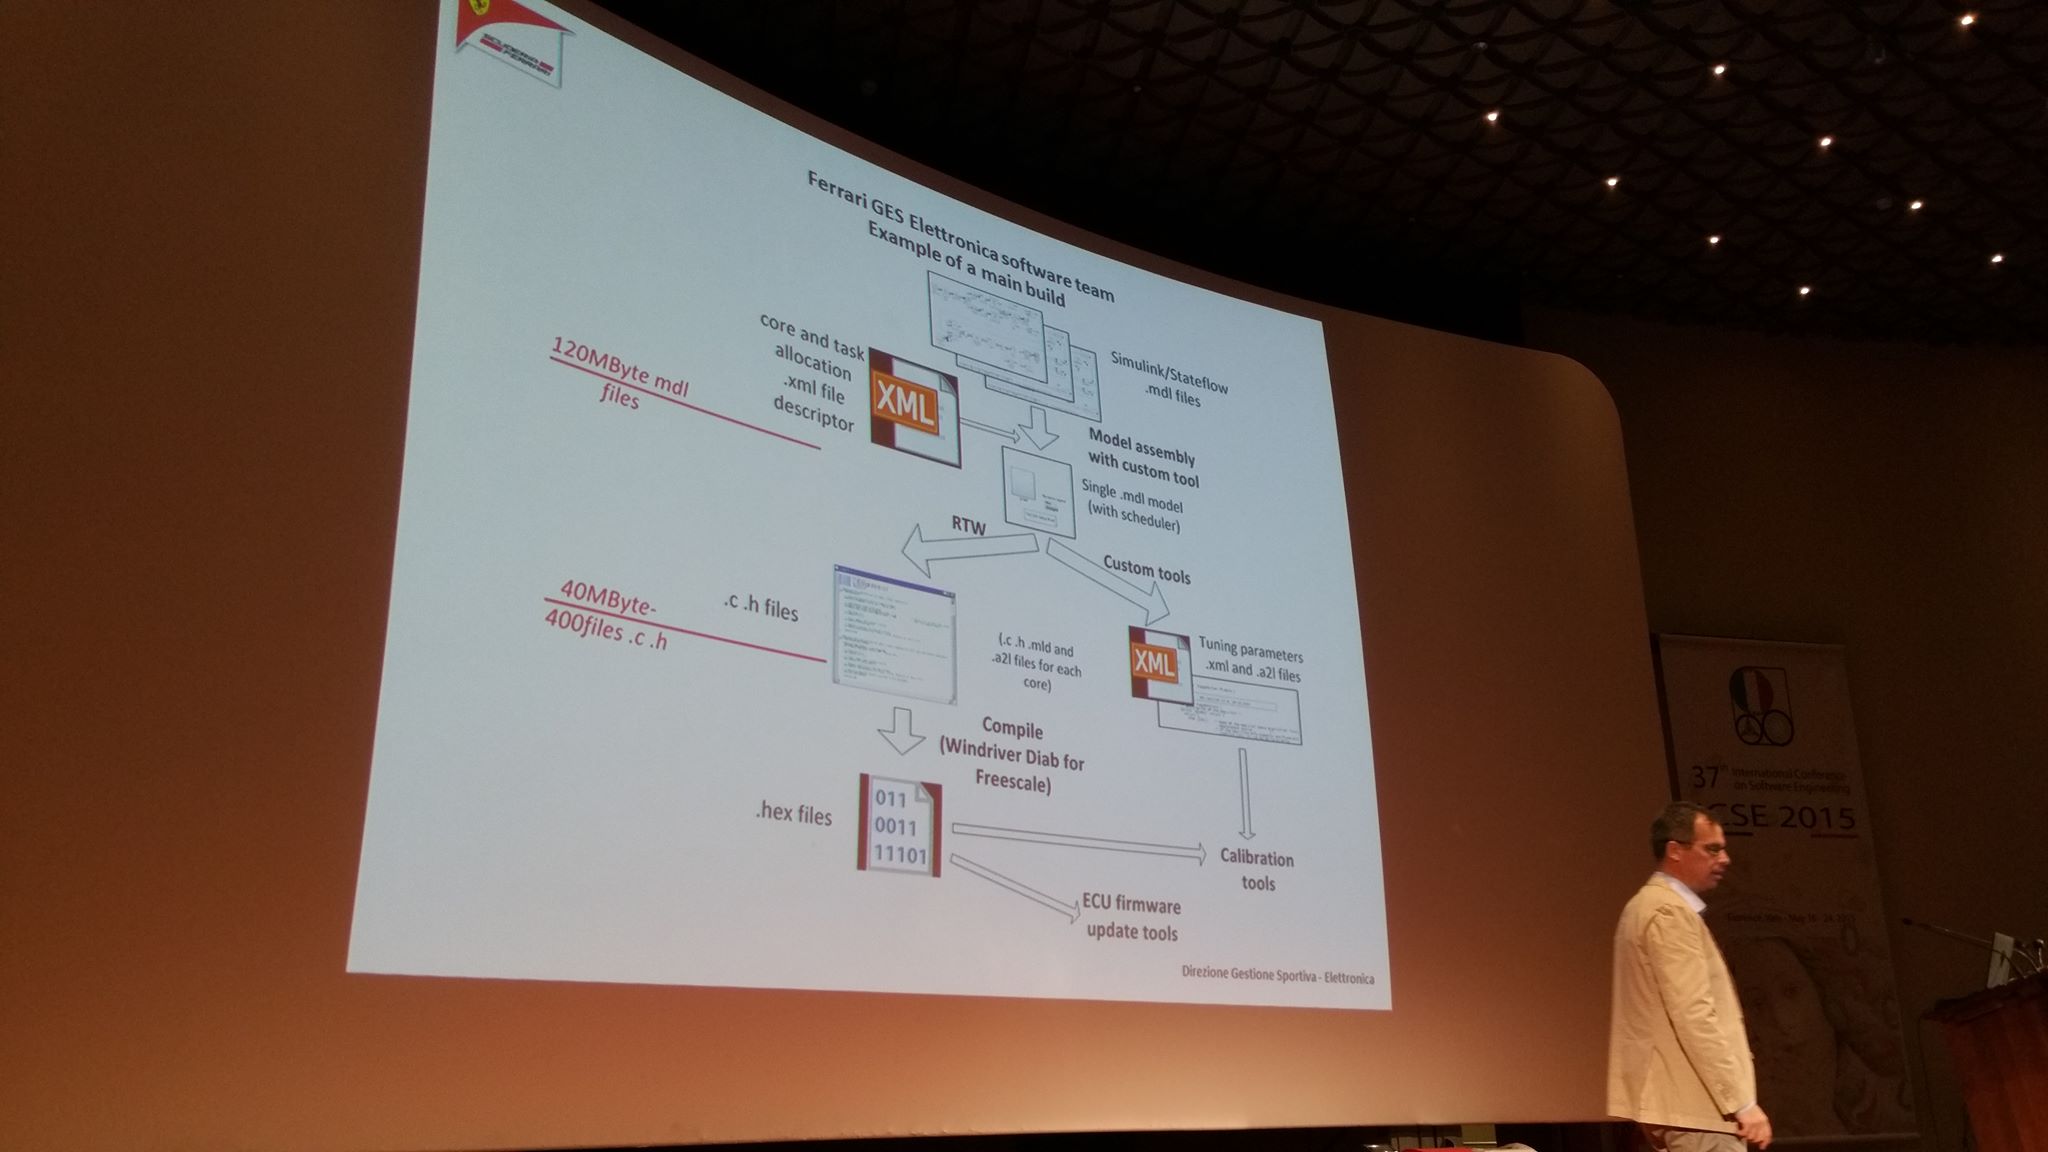 SCUDERIA
FERRARI
Ferrari GES Elettronica software team
Example of a main build
120MByte mdl
files
core and task
allocation
.xml file
descriptor
XML
Simulink/Stateflow
.mdl files
Model assembly
with custom tool
Single .mdl model
(with scheduler)
RTW
Custom tools
40MByte-
400files .c .h
.c .h files
(.c .h .mld and
.a2l files for each
core)
XML
Tuning parameters
.xml and .a2l files
Compile
(Windriver Diab for
Freescale)
.hex files
011
0011
11101
Calibration
tools
ECU firmware
update tools
Direzione Gestione Sportiva - Elettronica
37th International Conference
on Software Engineering
ICSE 2015